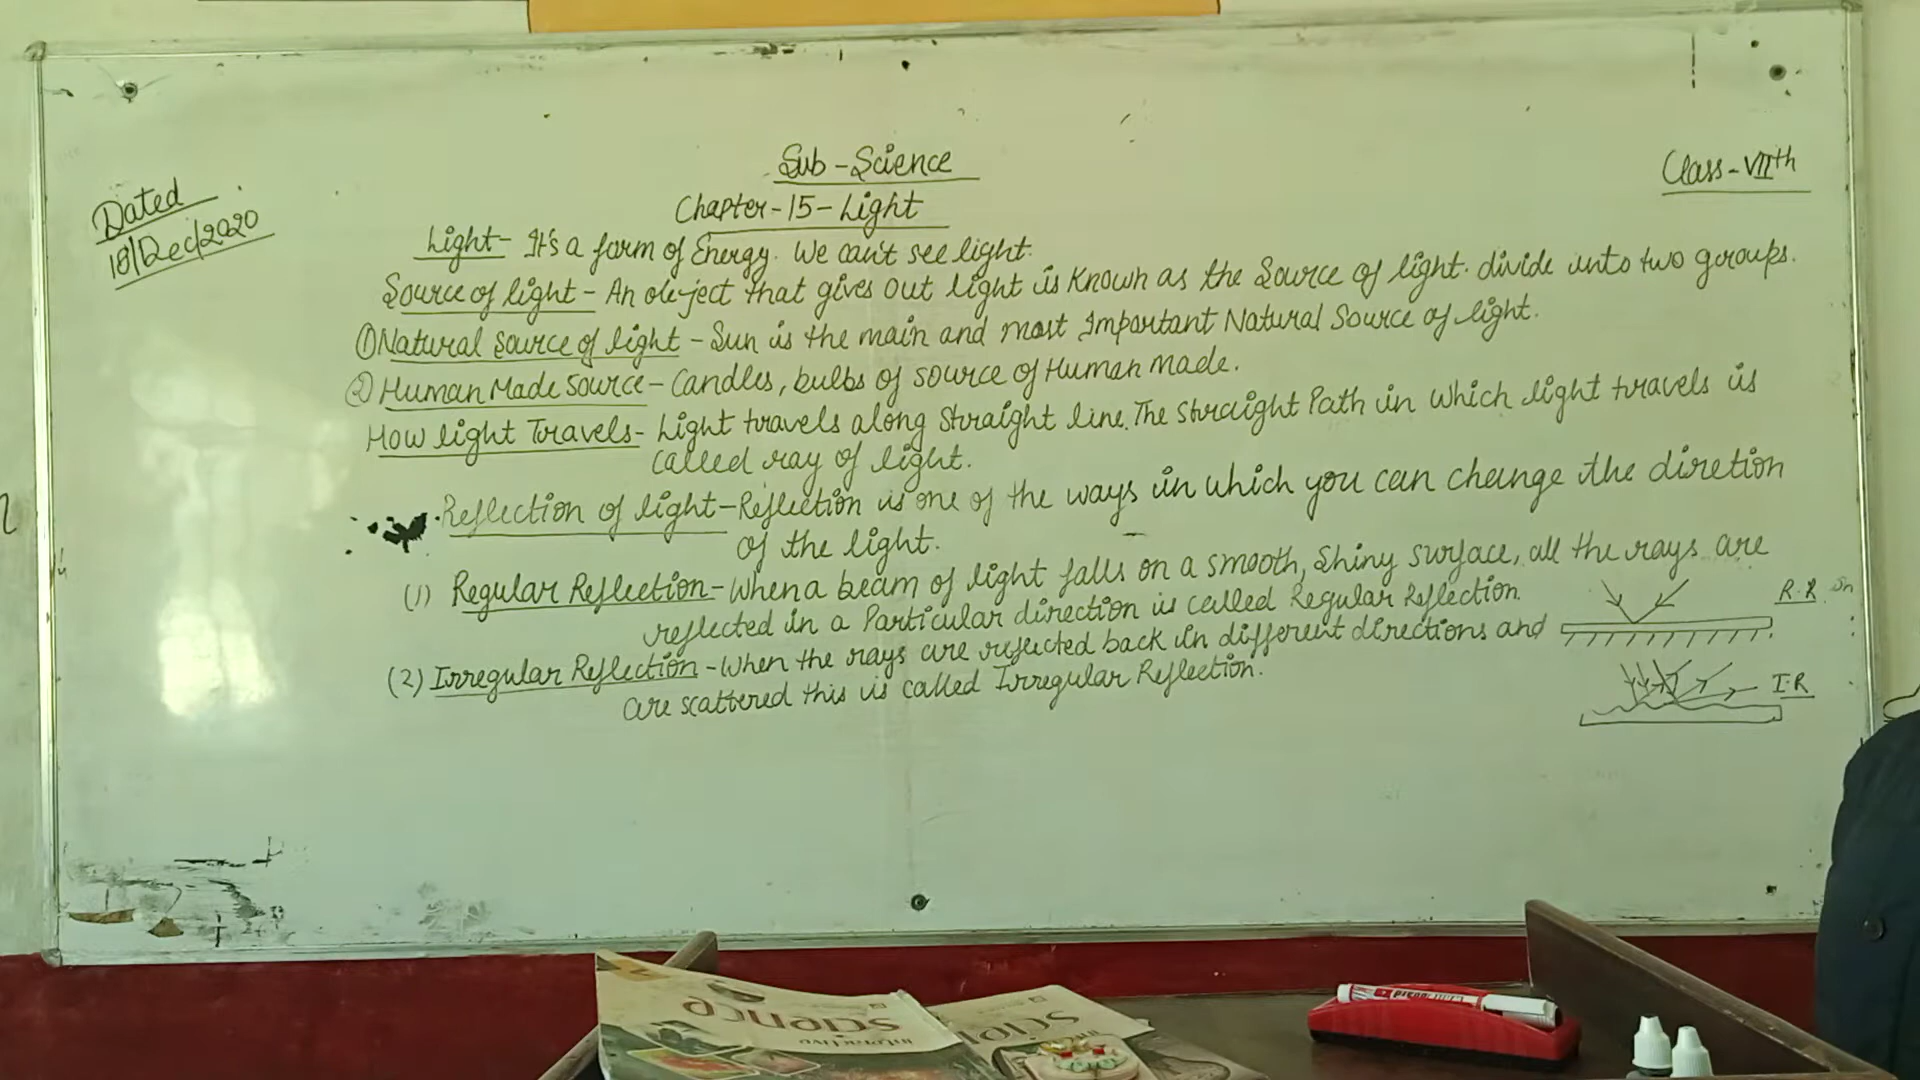 Sub-Science
Class-VIIth
Dated
18/Dec/2020
Chapter-15-Light
Light- It's a form of Energy. We can't see light.
Source of light - An object that gives out light is Known as the Source of light. divide into two groups.
① Natural Source of light - Sun is the main and most Important Natural Source of light.
② Human Made Source - Candles, bulbs of source of Human made.
How light Travels- Light travels along Straight line. The straight Path in which light travels is
called ray of light.
Reflection of light - Reflection is one of the ways in which you can change the diretion
of the light.
(1) Regular Reflection - When a beam of light falls on a smooth, Shiny surface, all the rays are
reflected in a Particular direction is called Regular Reflection.
R.R.
(2) Irregular Reflection - When the rays are reflected back in different directions and
are scattered this is called Irregular Reflection.
I.R
science
interactive